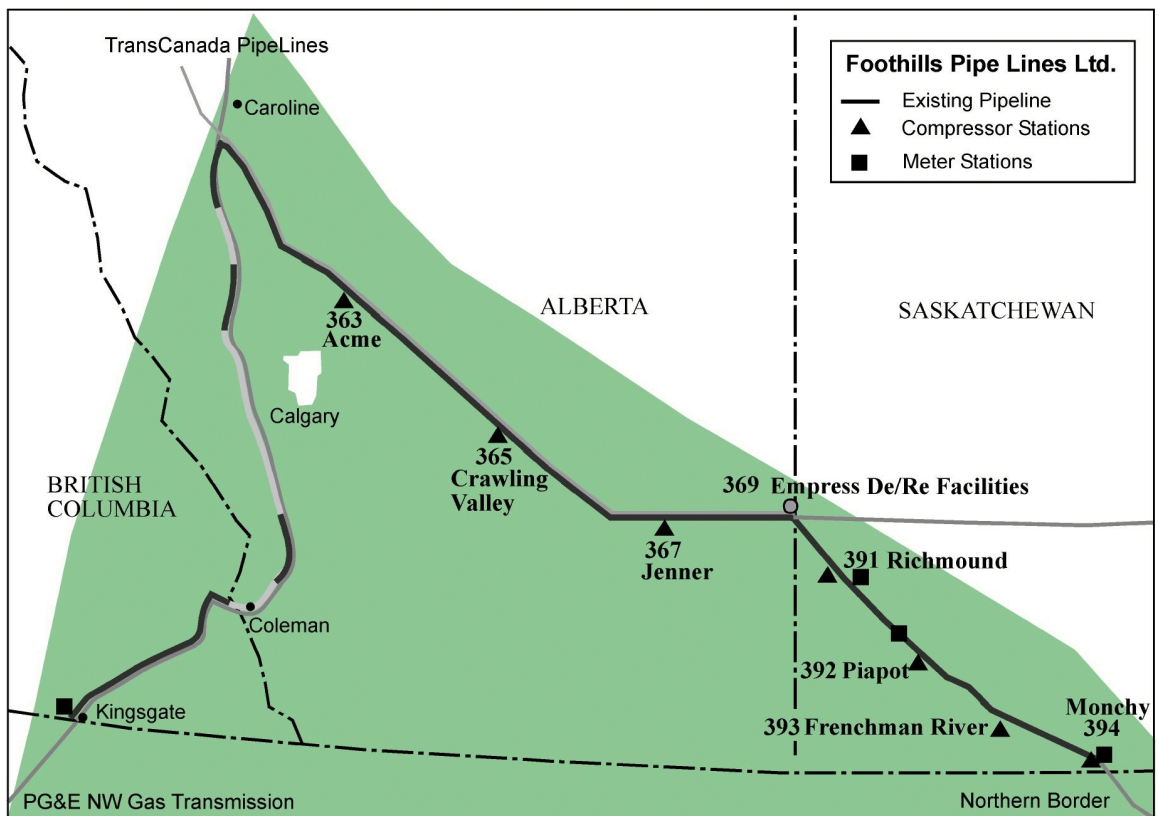 TransCanada PipeLines
Caroline
Foothills Pipe Lines Ltd.
Existing Pipeline
Compressor Stations
Meter Stations
ALBERTA
SASKATCHEWAN
363
Acme
Calgary
365
Crawling
Valley
BRITISH
COLUMBIA
369 Empress De/Re Facilities
367
Jenner
391 Richmound
Coleman
392 Piapot
Kingsgate
393 Frenchman River
Monchy
394
PG&E NW Gas Transmission
Northern Border